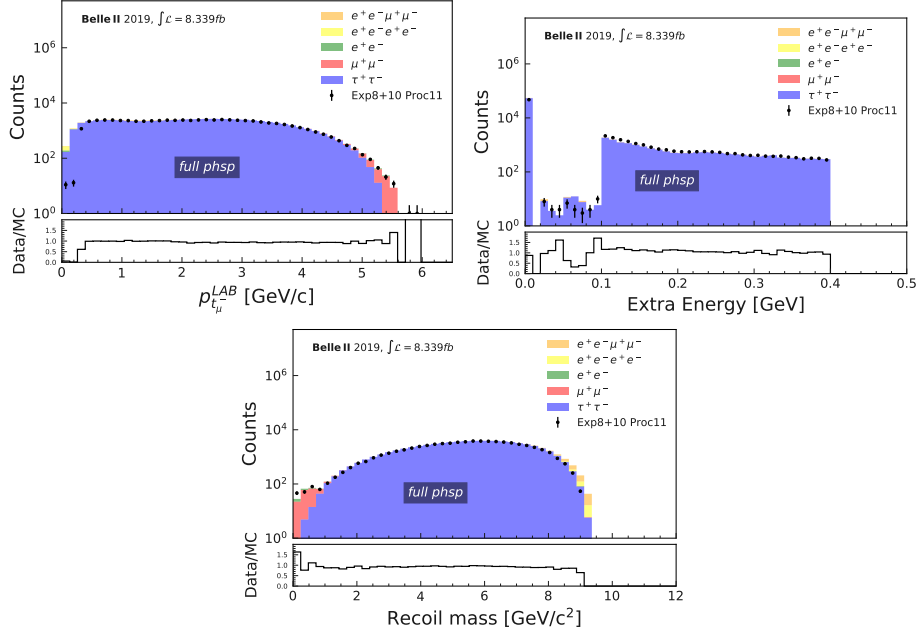 Belle II 2019, ∫ℒ = 8.339fb
e⁺e⁻μ⁺μ⁻
e⁺e⁻e⁺e⁻
e⁺e⁻
μ⁺μ⁻
τ⁺τ⁻
Exp8+10 Proc11
Counts
10⁶
10⁴
10²
10⁰
full phsp
Data/MC
1.5
1.0
0.5
0.0
0 1 2 3 4 5 6
p_{t_μ^-}^{LAB} [GeV/c]
Belle II 2019, ∫ℒ = 8.339fb
e⁺e⁻μ⁺μ⁻
e⁺e⁻e⁺e⁻
e⁺e⁻
μ⁺μ⁻
τ⁺τ⁻
Exp8+10 Proc11
Counts
10⁶
10⁴
10²
10⁰
full phsp
Data/MC
1.5
1.0
0.5
0.0
0.0 0.1 0.2 0.3 0.4 0.5
Extra Energy [GeV]
Belle II 2019, ∫ℒ = 8.339fb
e⁺e⁻μ⁺μ⁻
e⁺e⁻e⁺e⁻
e⁺e⁻
μ⁺μ⁻
τ⁺τ⁻
Exp8+10 Proc11
Counts
10⁶
10⁴
10²
10⁰
full phsp
Data/MC
1.5
1.0
0.5
0.0
0 2 4 6 8 10 12
Recoil mass [GeV/c²]